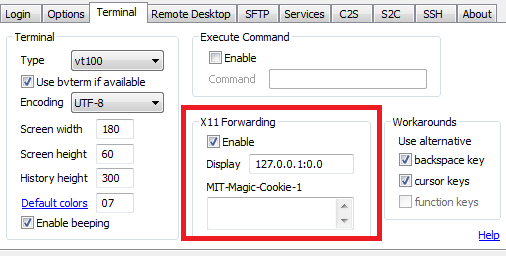 Login Options Terminal Remote Desktop SFTP Services C2S S2C SSH About
Terminal
Type vt100
Use bvterm if available
Encoding UTF-8
Screen width 180
Screen height 60
History height 300
Default colors 07
Enable beeping
Execute Command
Enable
Command
X11 Forwarding
Enable
Display 127.0.0.1:0.0
MIT-Magic-Cookie-1
Workarounds
Use alternative
backspace key
cursor keys
function keys
Help